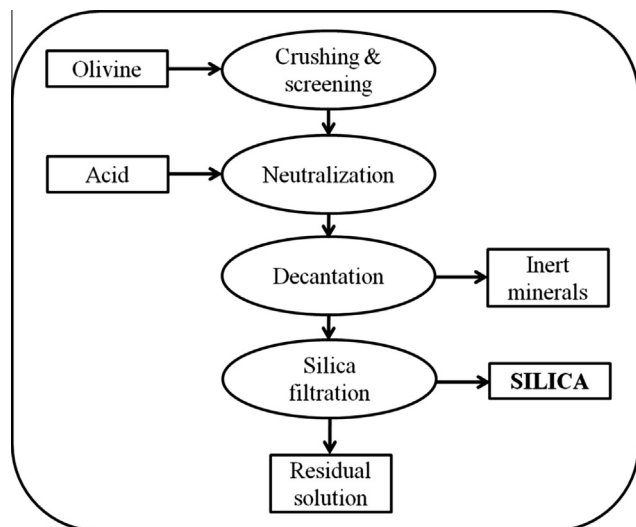 Olivine
Crushing &
screening
Acid
Neutralization
Decantation
Inert
minerals
Silica
filtration
SILICA
Residual
solution